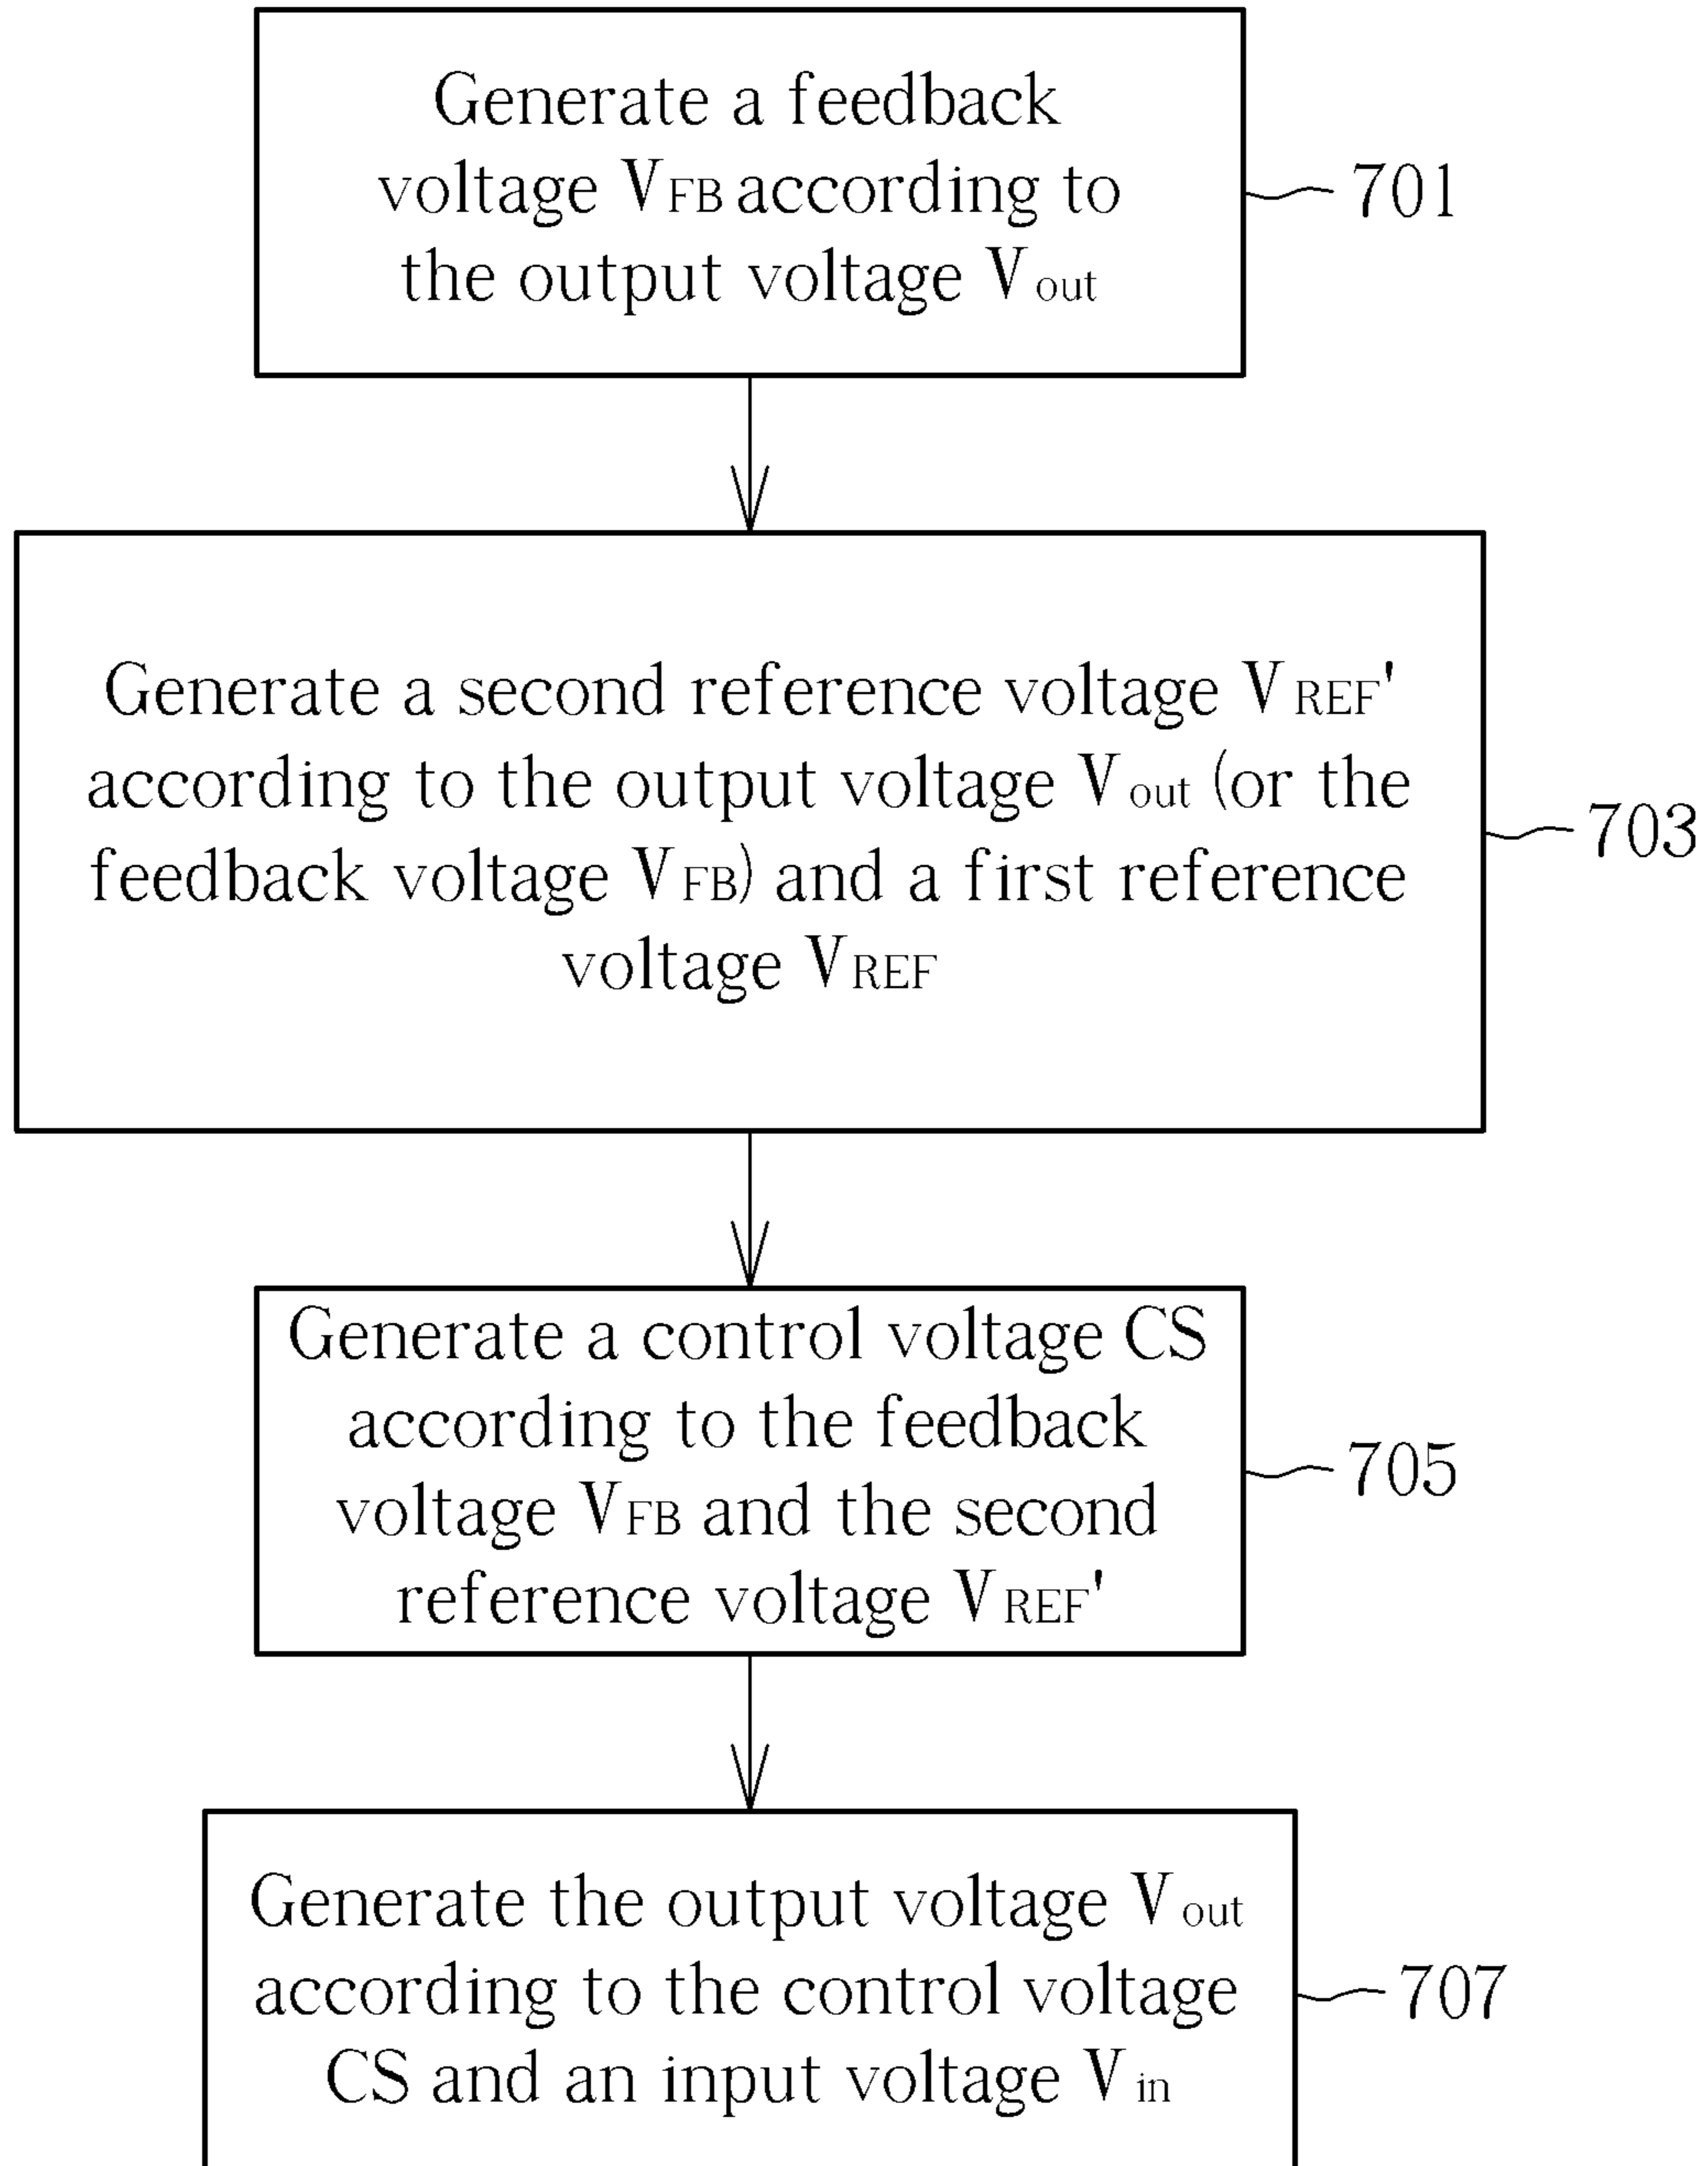 Generate a feedback
voltage VFB according to
the output voltage Vout
701
Generate a second reference voltage VREF'
according to the output voltage Vout (or the
feedback voltage VFB) and a first reference
voltage VREF
703
Generate a control voltage CS
according to the feedback
voltage VFB and the second
reference voltage VREF'
705
Generate the output voltage Vout
according to the control voltage
CS and an input voltage Vin
707